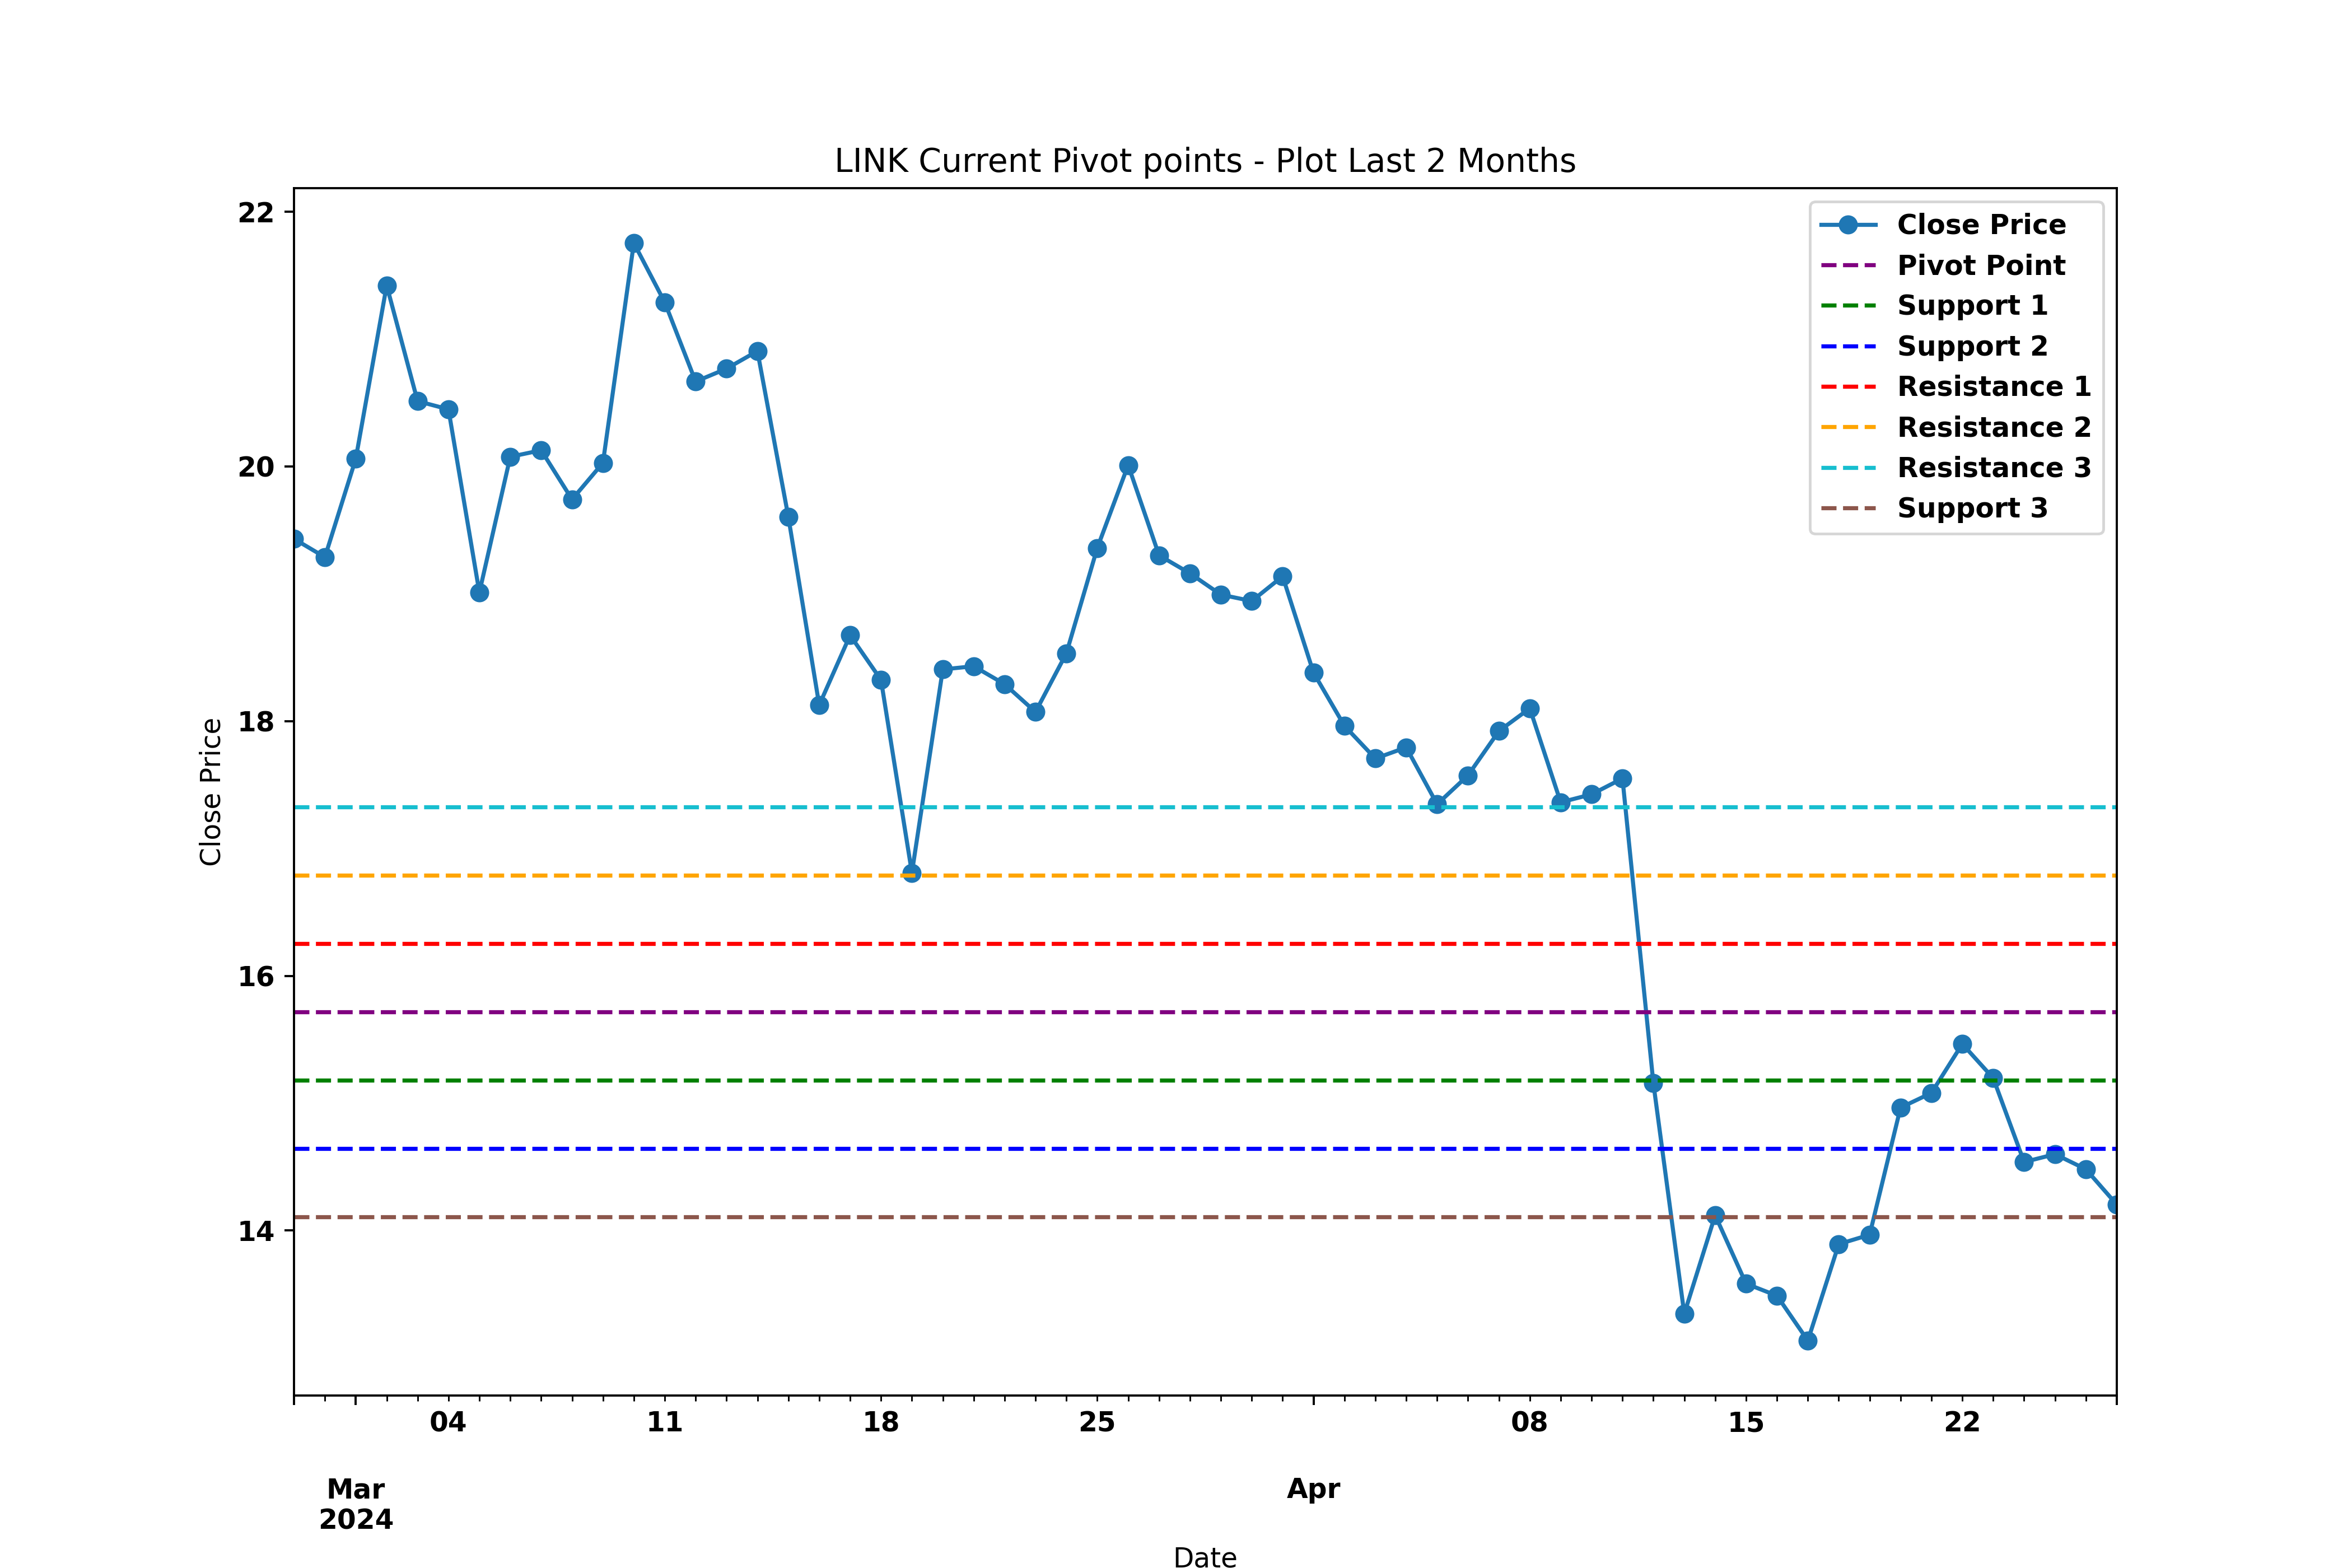 LINK Current Pivot points - Plot Last 2 Months
22
20
18
16
14
Close Price
Close Price
Pivot Point
Support 1
Support 2
Resistance 1
Resistance 2
Resistance 3
Support 3
04 11 18 25 08 15 22
Mar Apr
2024
Date